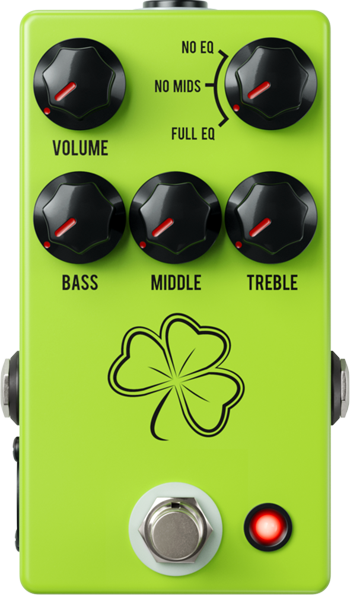 NO EQ
NO MIDS
FULL EQ
VOLUME
BASS
MIDDLE
TREBLE